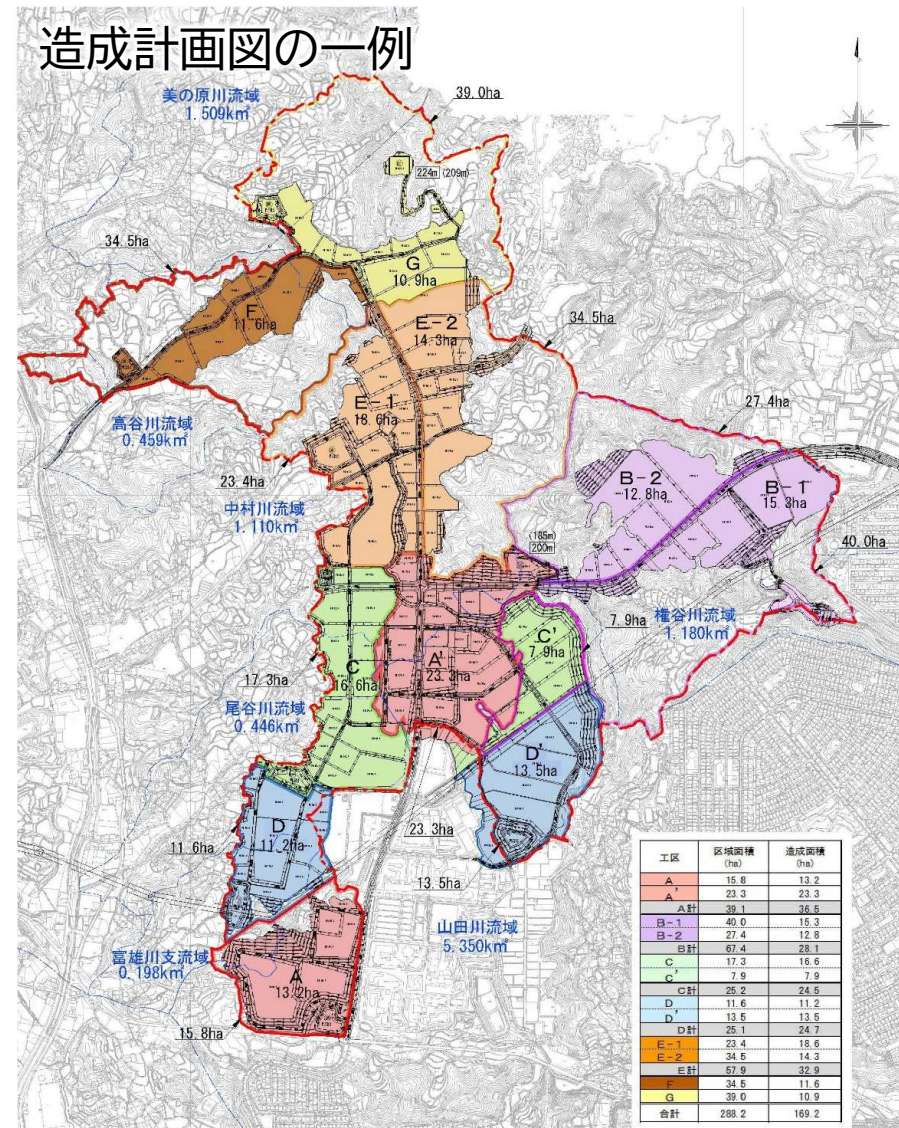 造成計画図の一例
美の原川流域
1.509km²
39.0ha
224m (209m)
34.5ha
G
10.9ha
F
11.6ha
E-2
14.3ha
34.5ha
E-1
18.6ha
27.4ha
高谷川流域
0.459km²
B-2
12.8ha
B-1
15.3ha
23.4ha
中村川流域
1.110km²
(185m)
200m
40.0ha
権谷川流域
1.180km²
7.9ha
C'
7.9ha
C
16.6ha
A'
23.3ha
17.3ha
尾谷川流域
0.446km²
D'
13.5ha
D
11.2ha
11.6ha
23.3ha
13.5ha
山田川流域
5.350km²
富雄川支流域
0.198km²
A
13.2ha
15.8ha
工区 区域面積(ha) 造成面積(ha)
A 15.8 13.2
A' 23.3 23.3
A計 39.1 36.5
B-1 40.0 15.3
B-2 27.4 12.8
B計 67.4 28.1
C 17.3 16.6
C' 7.9 7.9
C計 25.2 24.5
D 11.6 11.2
D' 13.5 13.5
D計 25.1 24.7
E-1 23.4 18.6
E-2 34.5 14.3
E計 57.9 32.9
F 34.5 11.6
G 39.0 10.9
合計 288.2 169.2